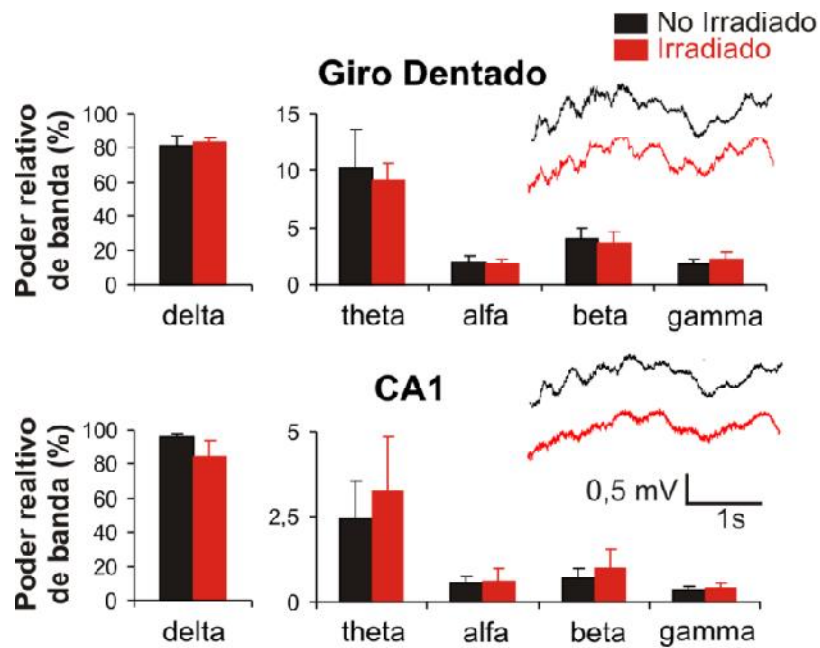 No Irradiado
Irradiado
Giro Dentado
Poder relativo
de banda (%)
100
80
60
40
20
0
delta
15
10
5
0
theta alfa beta gamma
CA1
Poder realtivo
de banda (%)
100
80
60
40
20
0
delta
5
2,5
0
theta alfa beta gamma
0,5 mV
1s